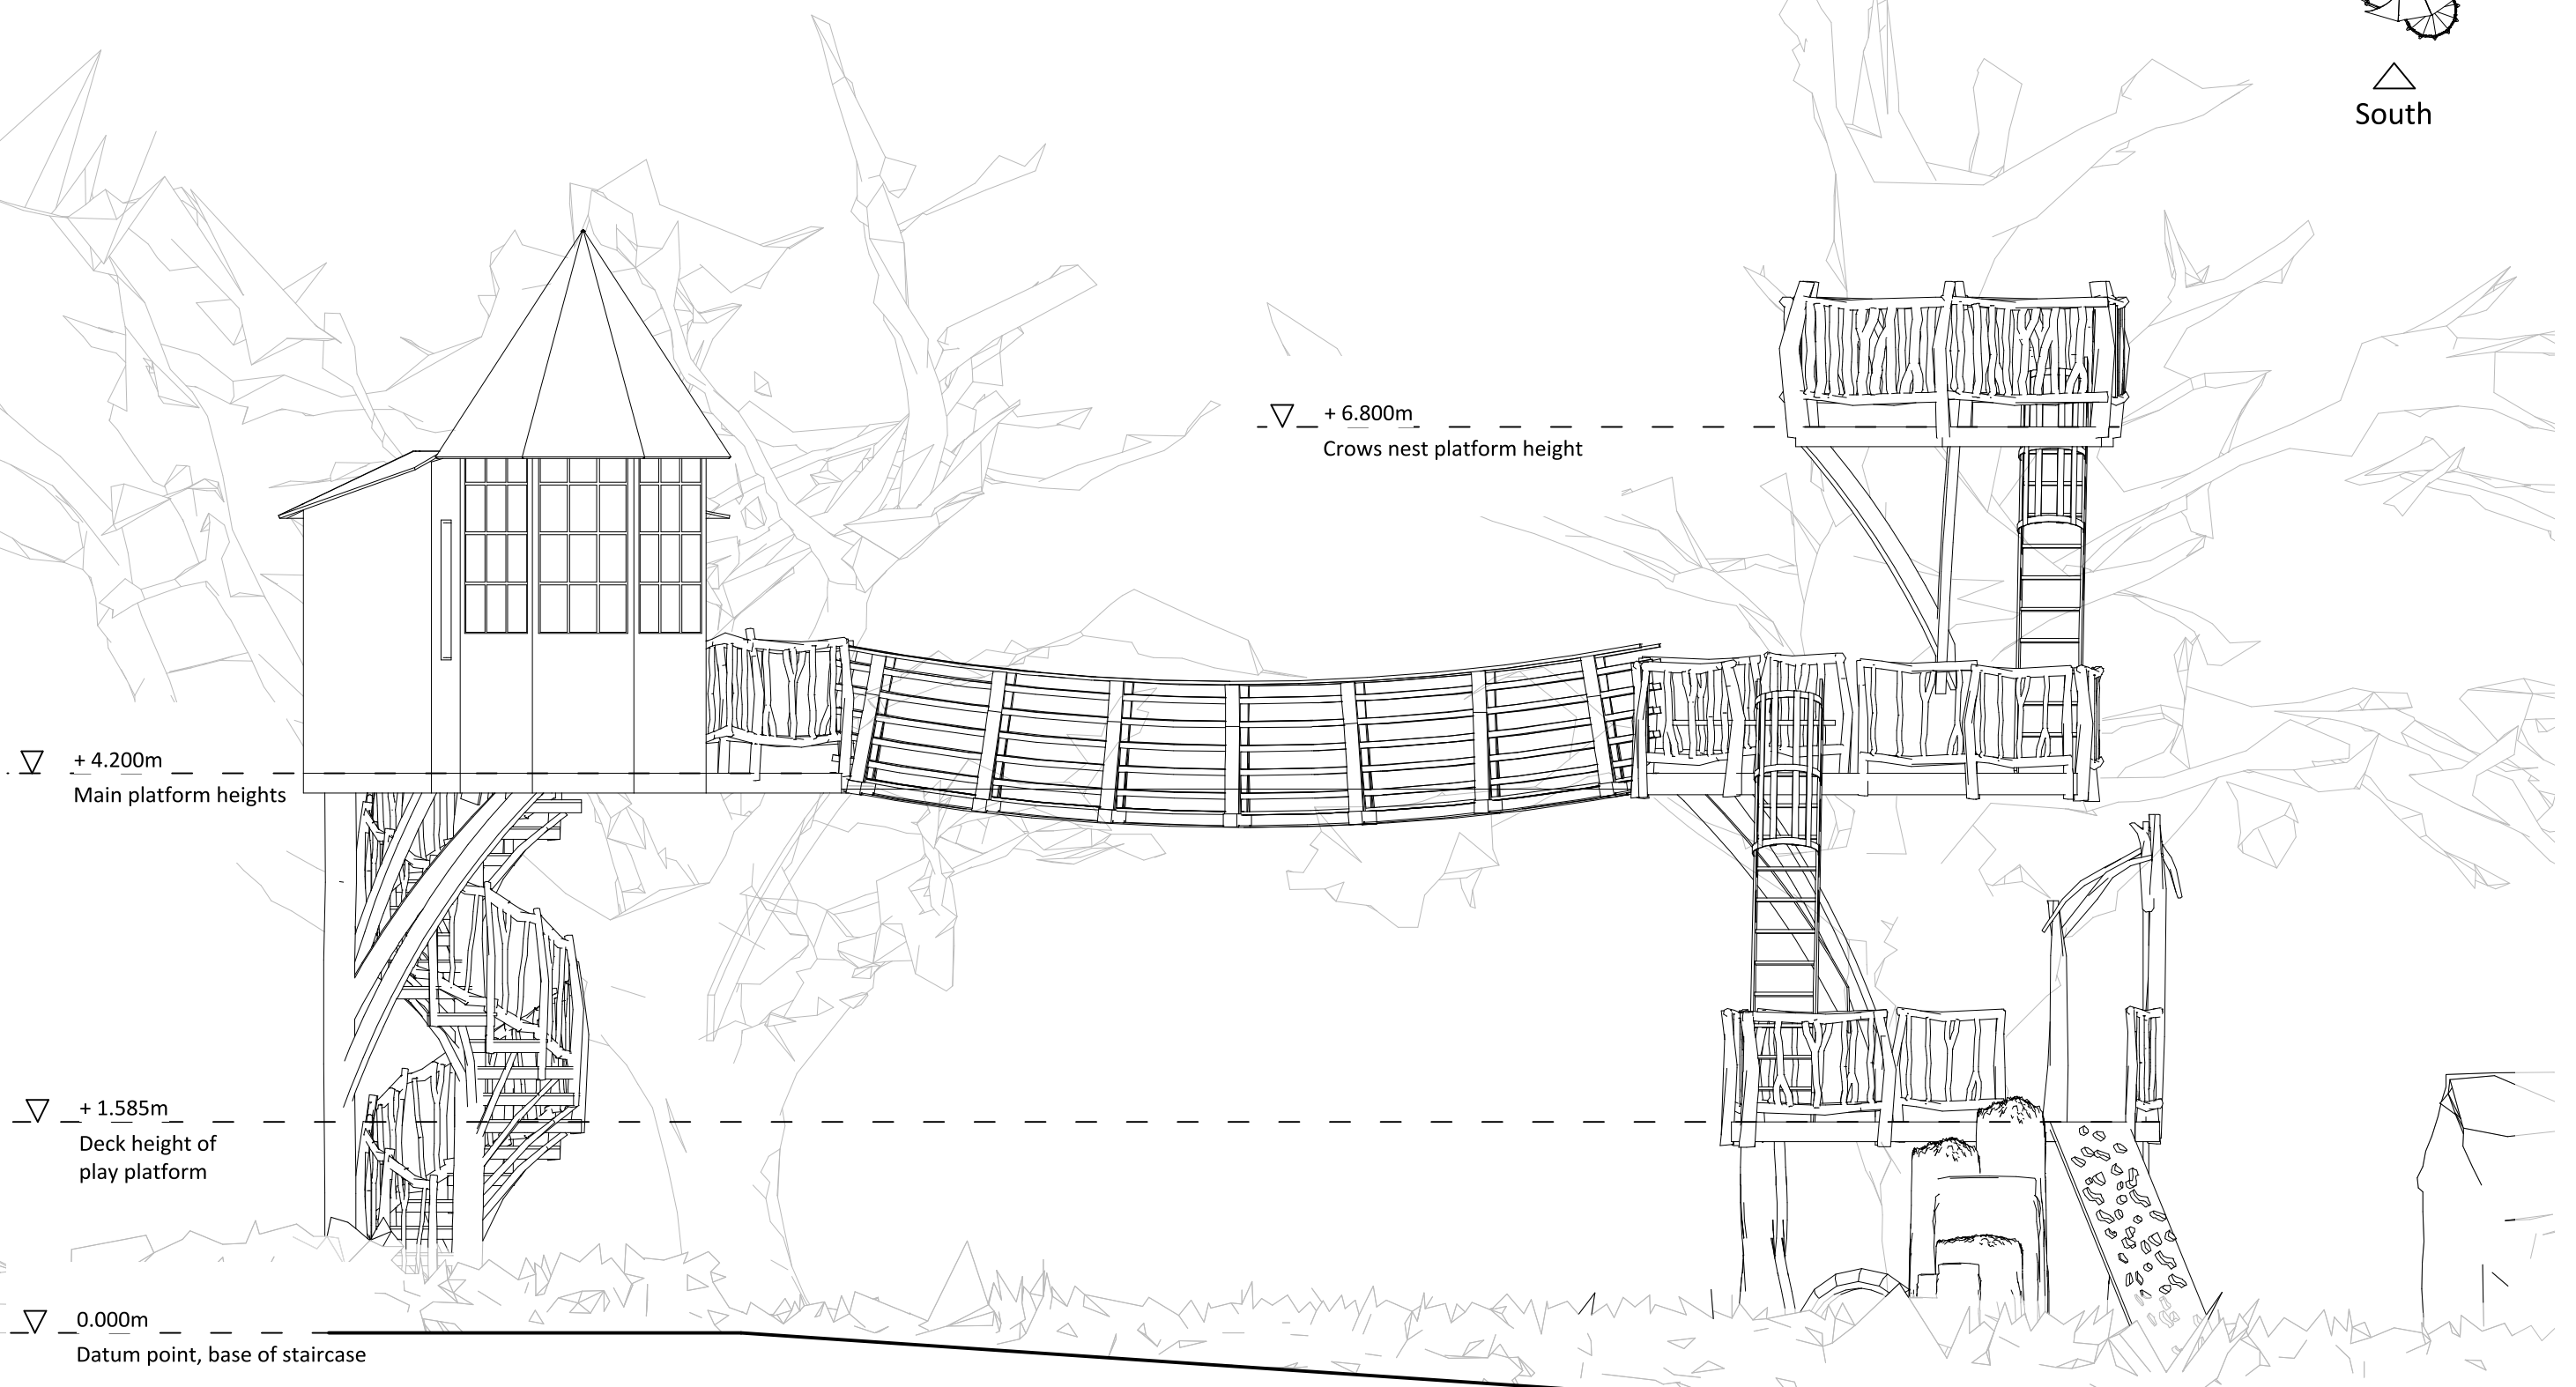 South
+ 6.800m
Crows nest platform height
+ 4.200m
Main platform heights
+ 1.585m
Deck height of
play platform
0.000m
Datum point, base of staircase